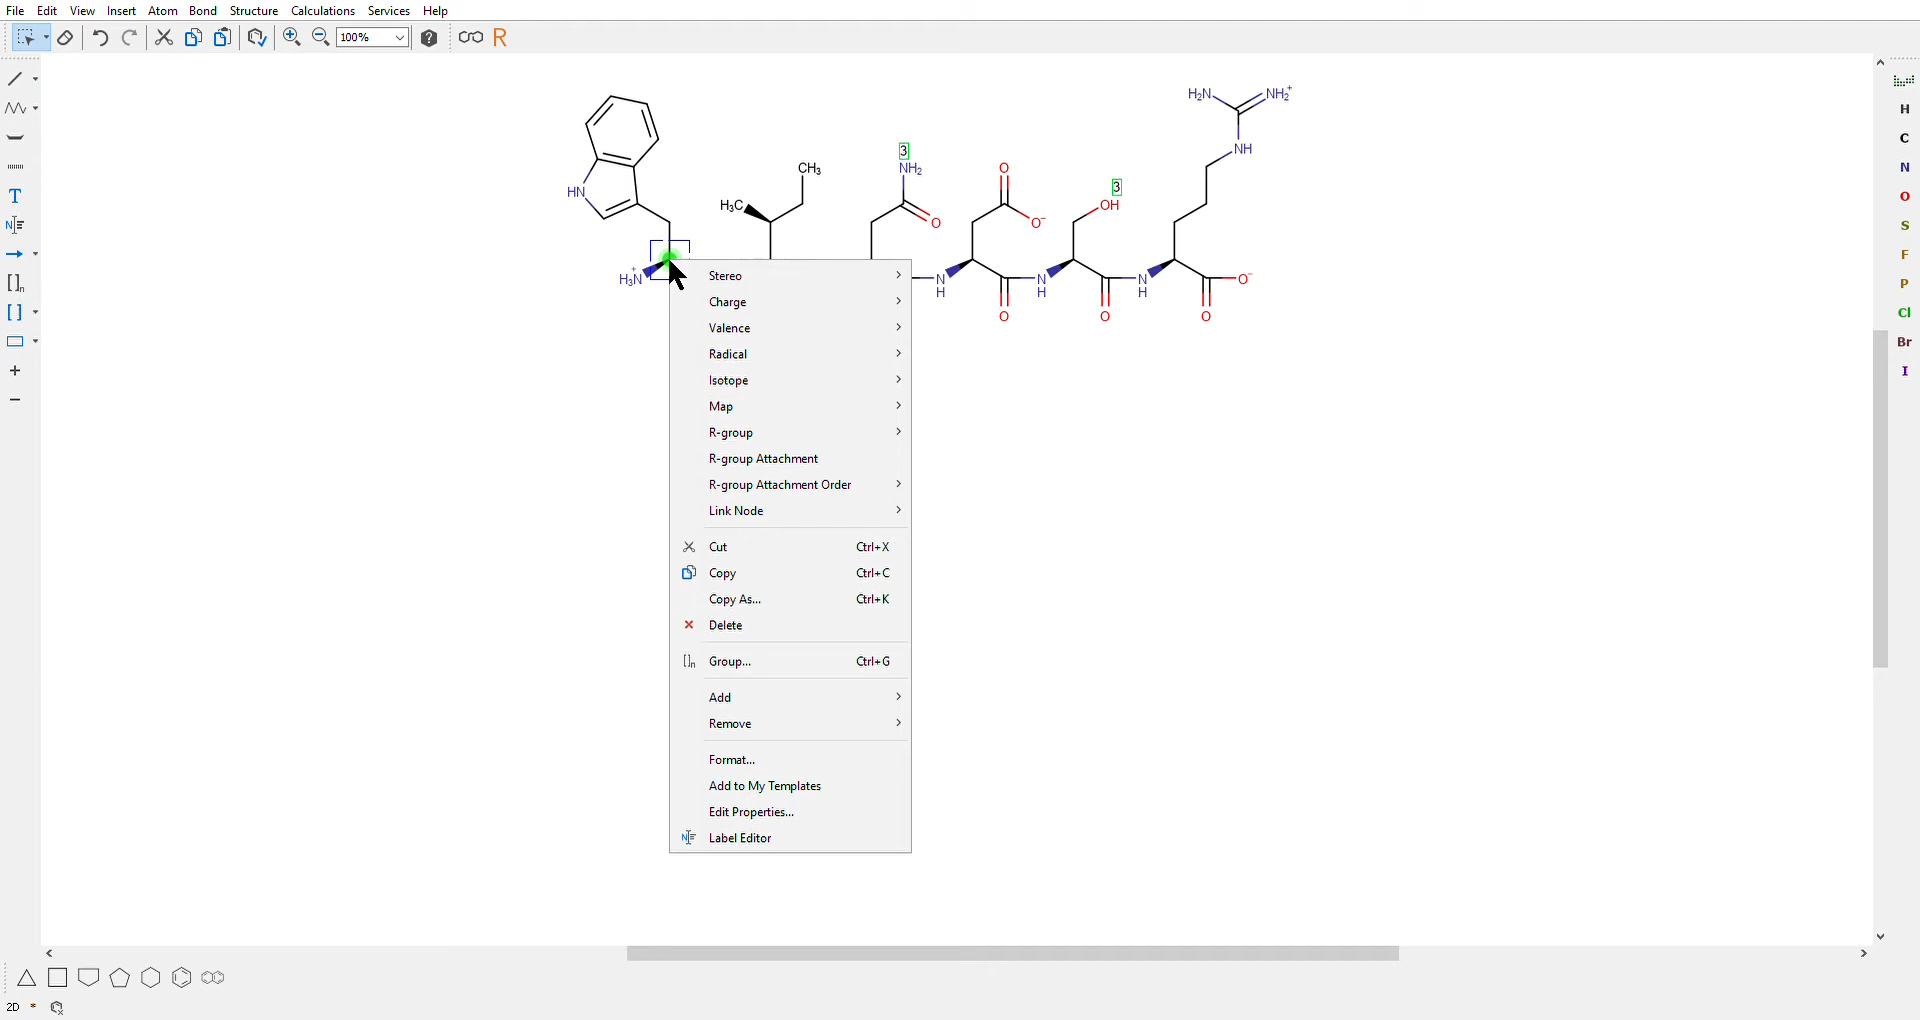 File Edit View Insert Atom Bond Structure Calculations Services Help
100% ? R
H₂N NH₂⁺
H
3
C
CH₃ NH₂ O NH
N
HN 3
T H₃C OH O
O O⁻ S
N
F
H₃N⁺ N H N H N H O⁻
[]n
P
O O O
[] Cl
Br
I
Stereo
Charge
Valence
Radical
Isotope
Map
R-group
R-group Attachment
R-group Attachment Order
Link Node
Cut Ctrl+X
Copy Ctrl+C
Copy As... Ctrl+K
Delete
[]n Group... Ctrl+G
Add
Remove
Format...
Add to My Templates
Edit Properties...
N Label Editor
2D *